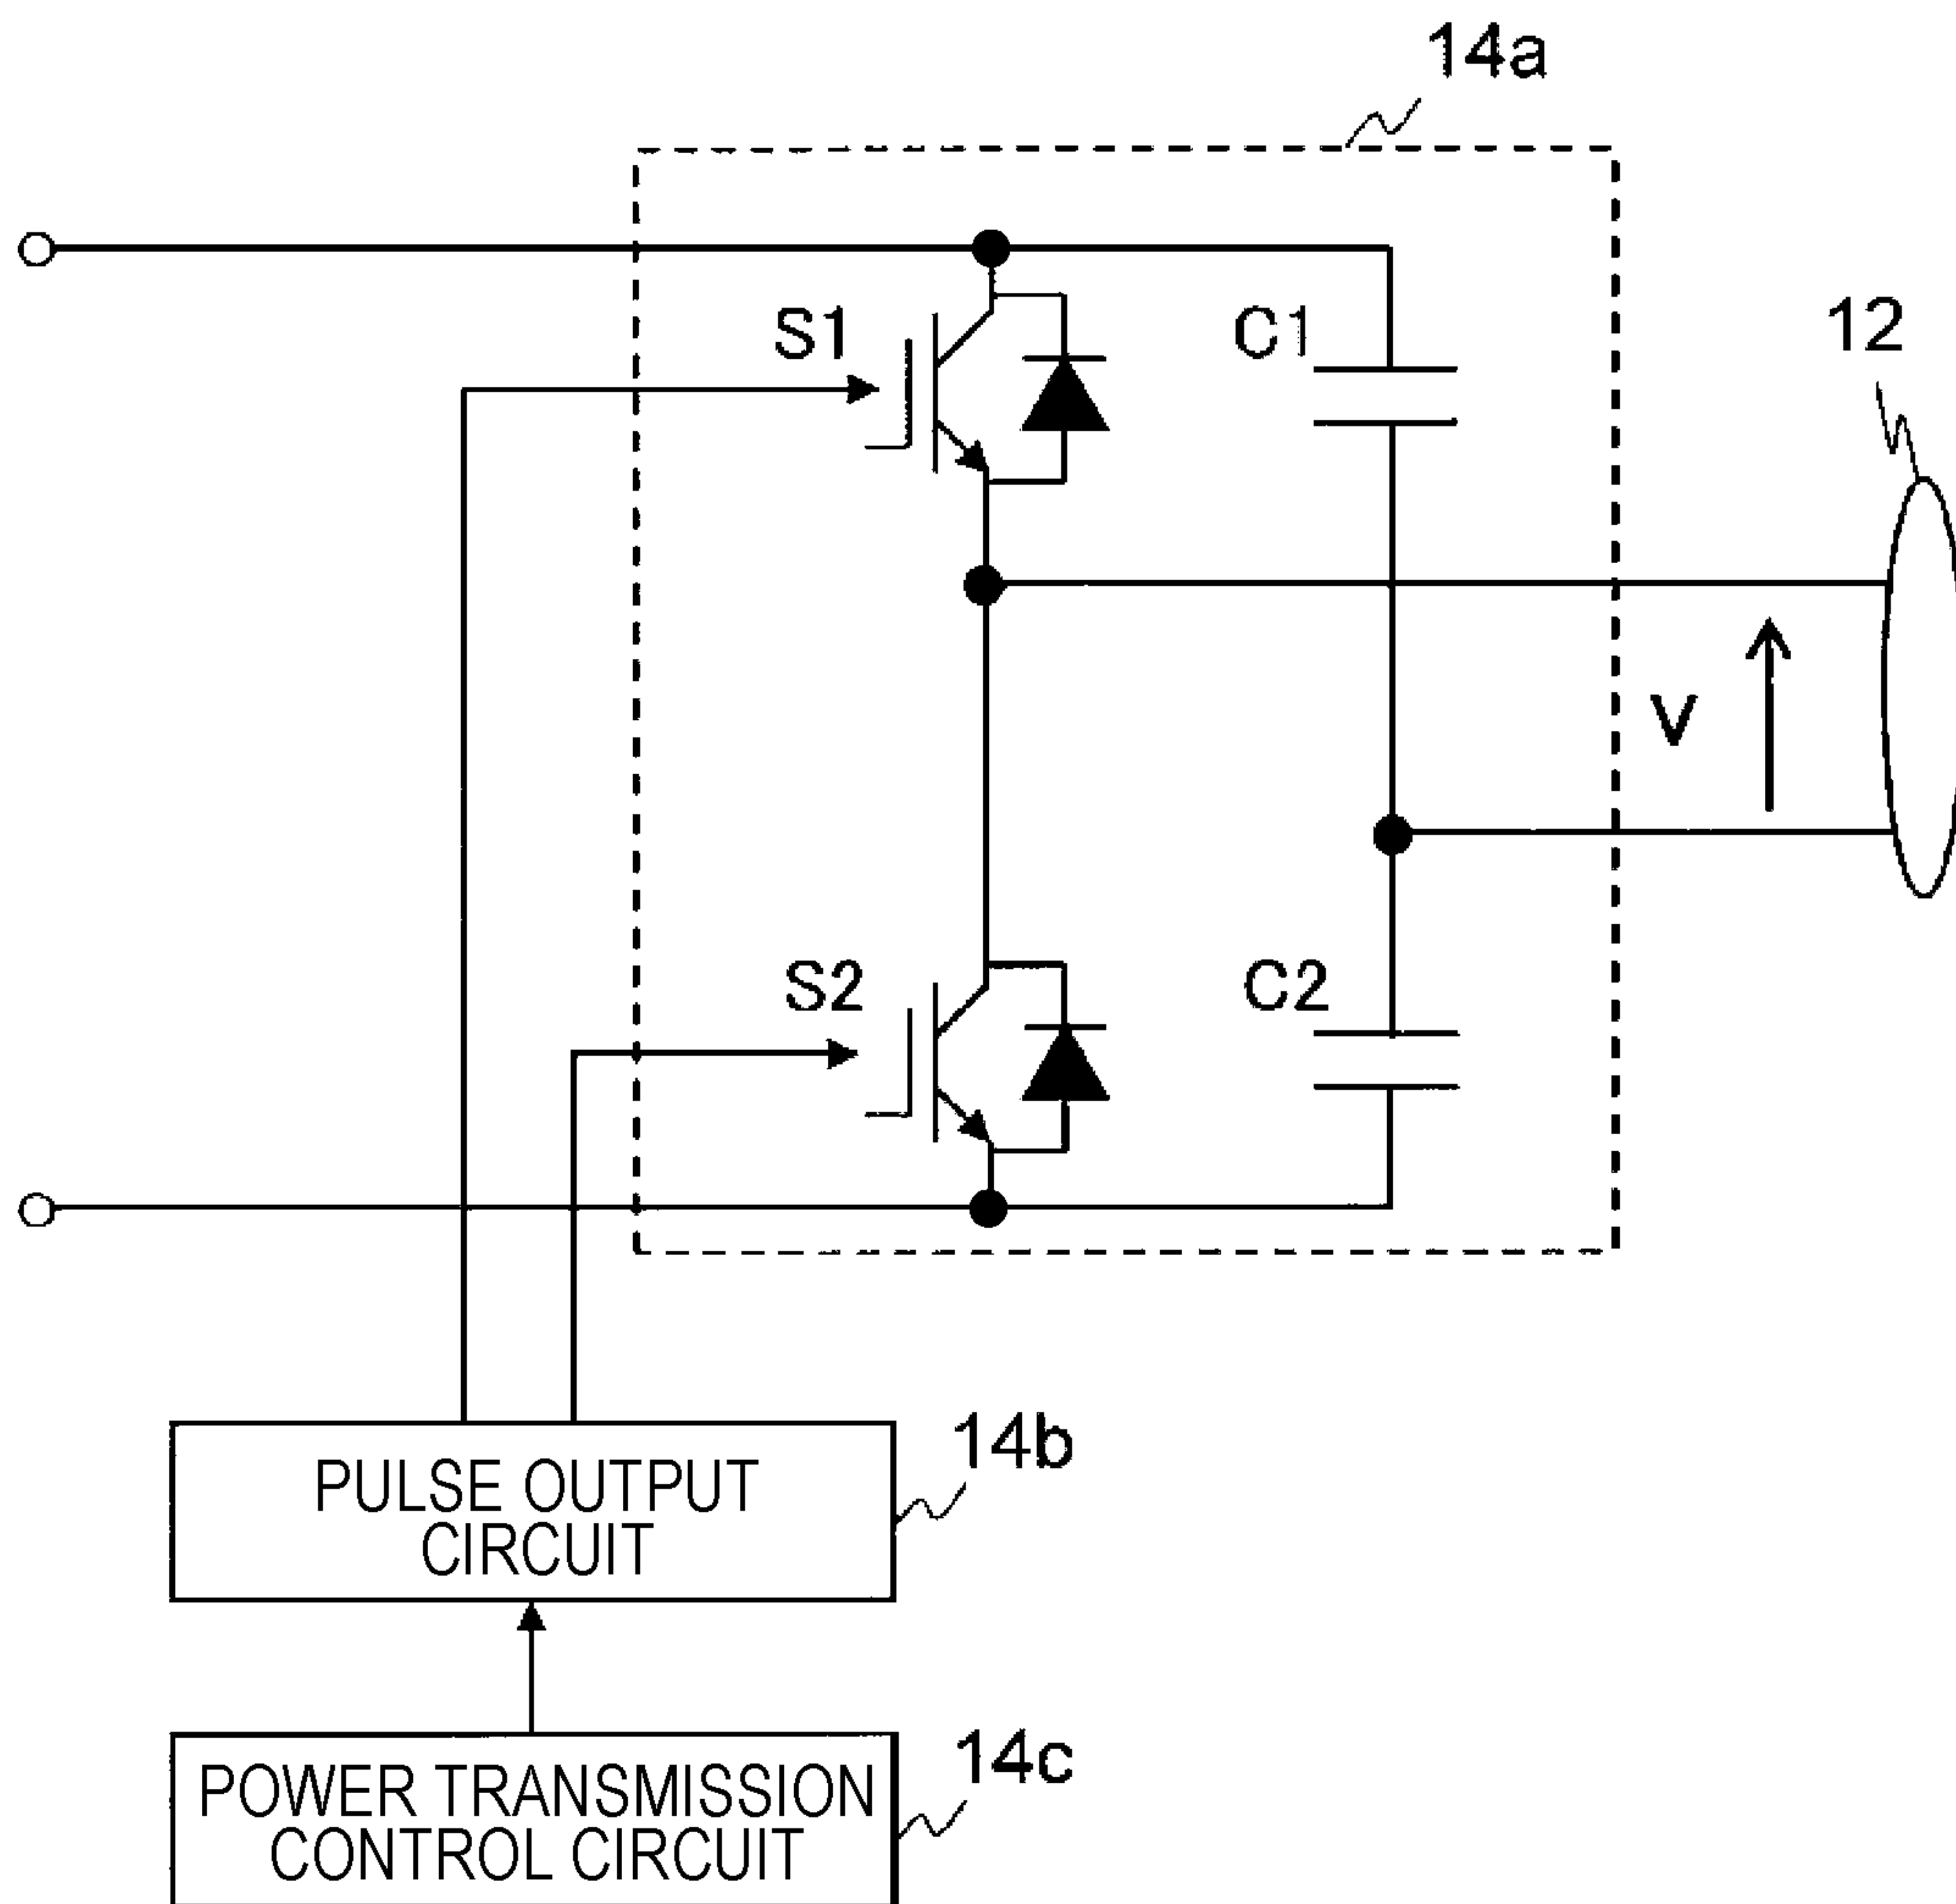 14a
S1
C1
12
V
S2
C2
14b
PULSE OUTPUT
CIRCUIT
14c
POWER TRANSMISSION
CONTROL CIRCUIT